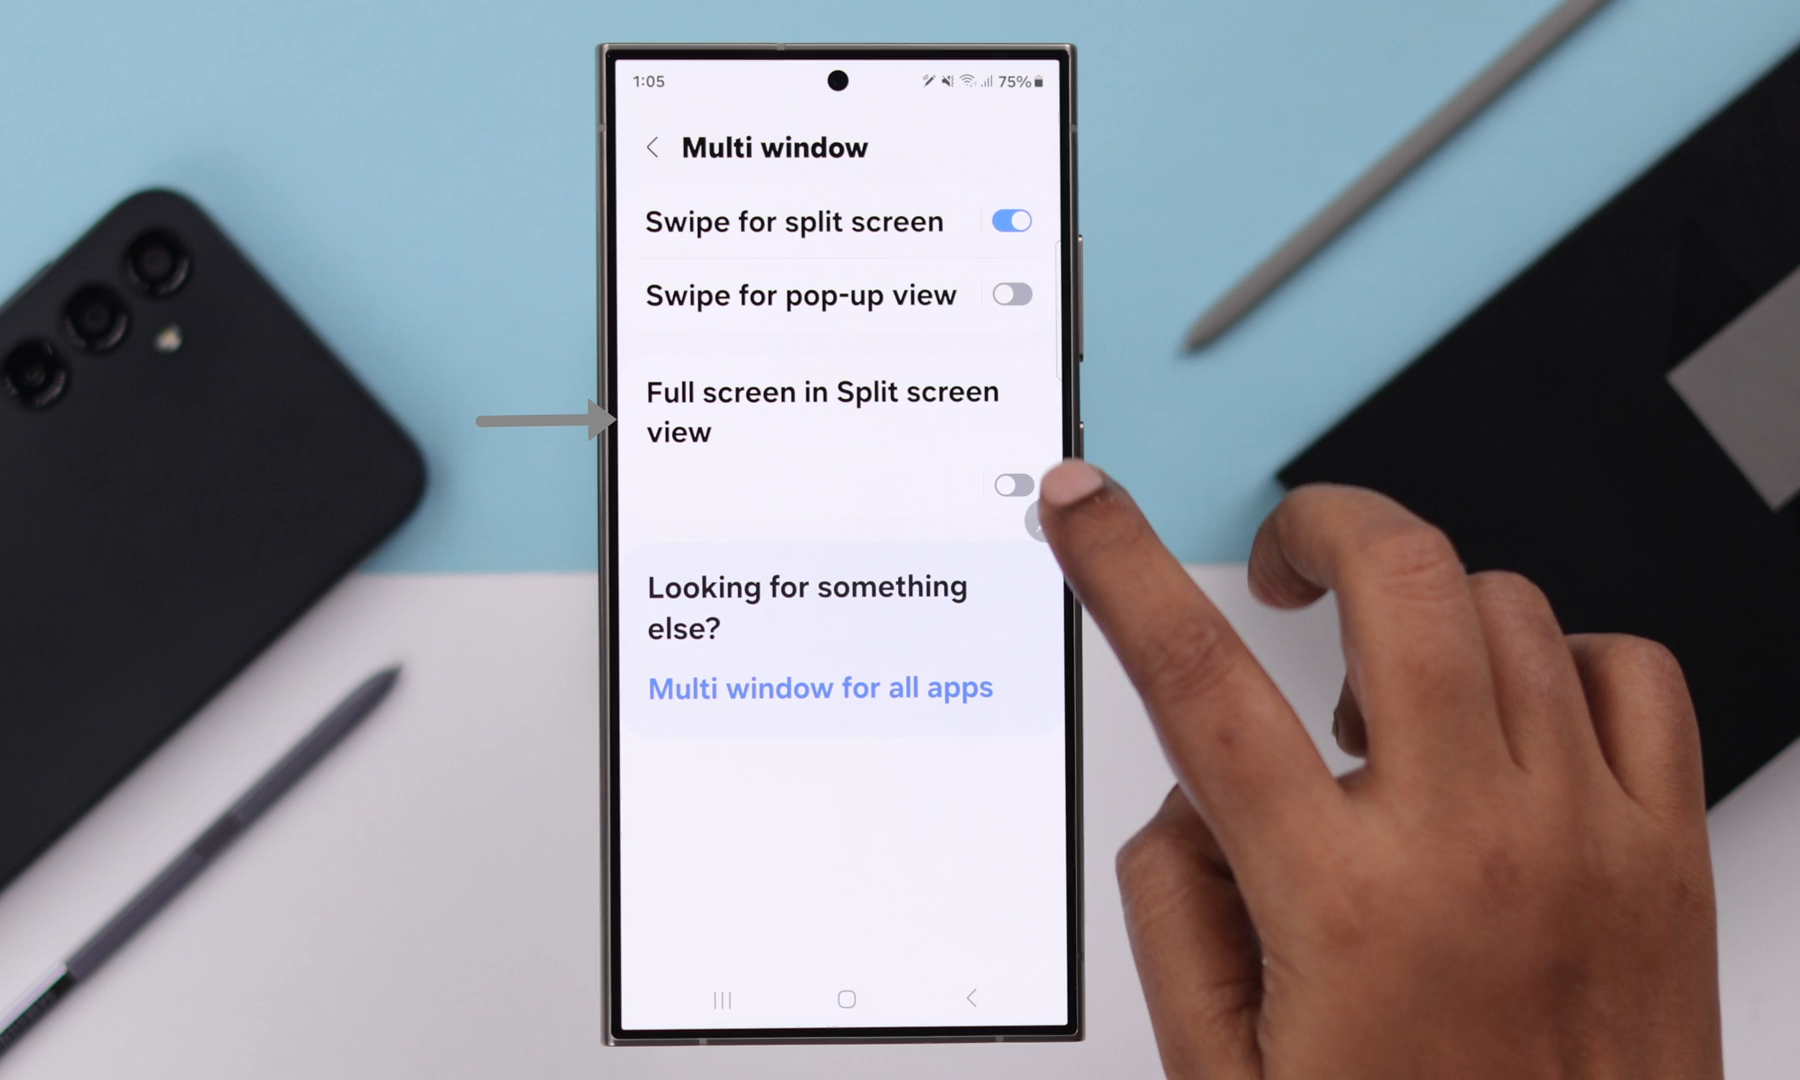 1:05 75%
Multi window
Swipe for split screen
Swipe for pop-up view
Full screen in Split screen
view
Looking for something
else?
Multi window for all apps